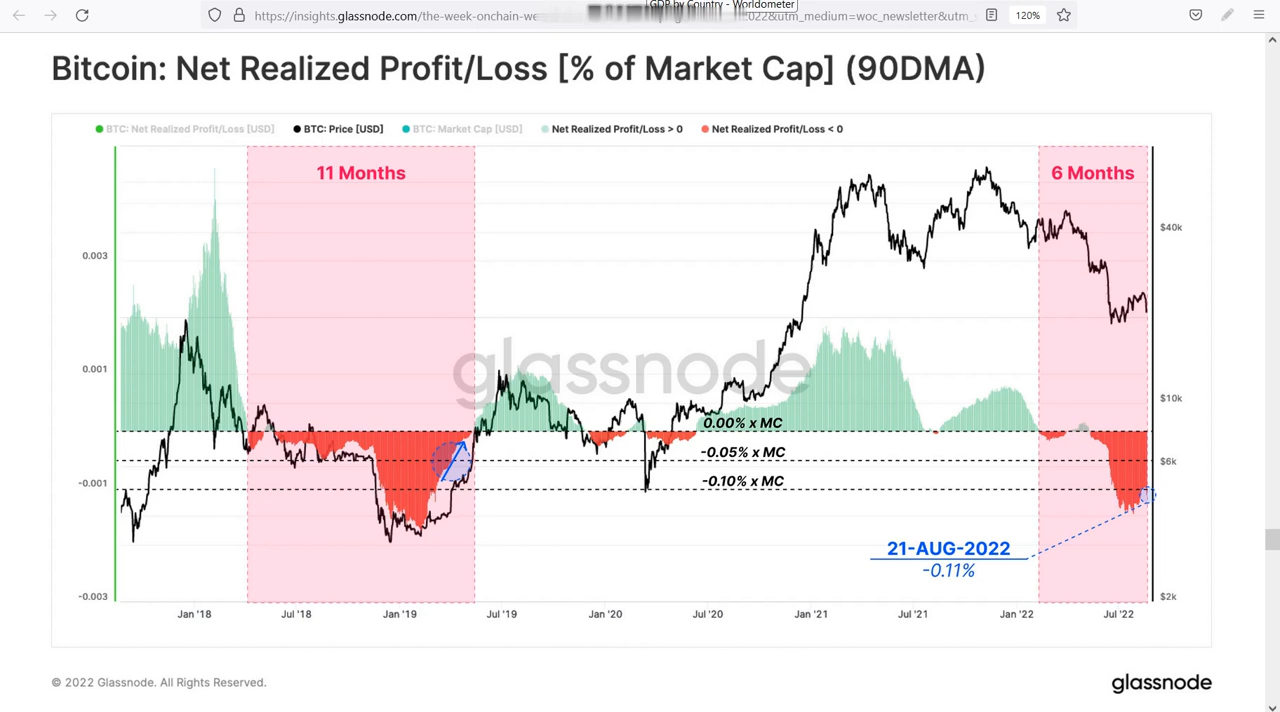 GDP by Country - Worldometer
https://insights.glassnode.com/the-week-onchain-we
022&utm_medium=woc_newsletter&utm_
120%
Bitcoin: Net Realized Profit/Loss [% of Market Cap] (90DMA)
BTC: Net Realized Profit/Loss [USD] BTC: Price [USD] BTC: Market Cap [USD] Net Realized Profit/Loss > 0 Net Realized Profit/Loss < 0
11 Months
6 Months
$40k
0.003
glassnode
0.001
$10k
0.00% x MC
-0.05% x MC
$6k
-0.10% x MC
-0.001
21-AUG-2022
-0.11%
-0.003
$2k
Jan '18 Jul '18 Jan '19 Jul '19 Jan '20 Jul '20 Jan '21 Jul '21 Jan '22 Jul '22
© 2022 Glassnode. All Rights Reserved.
glassnode